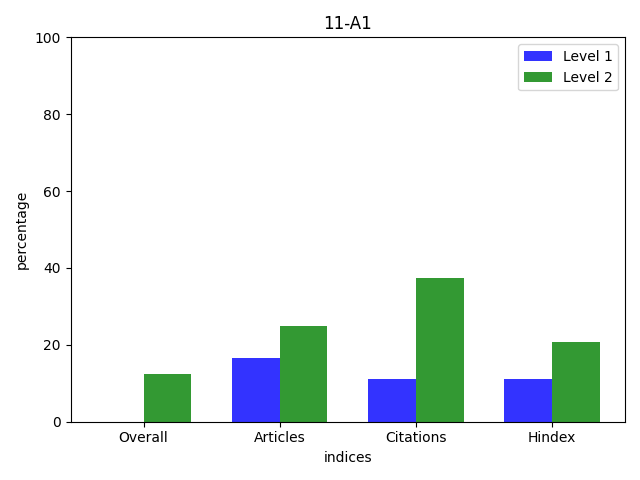 11-A1
100
80
60
40
20
0
percentage
Level 1
Level 2
Overall Articles Citations Hindex
indices